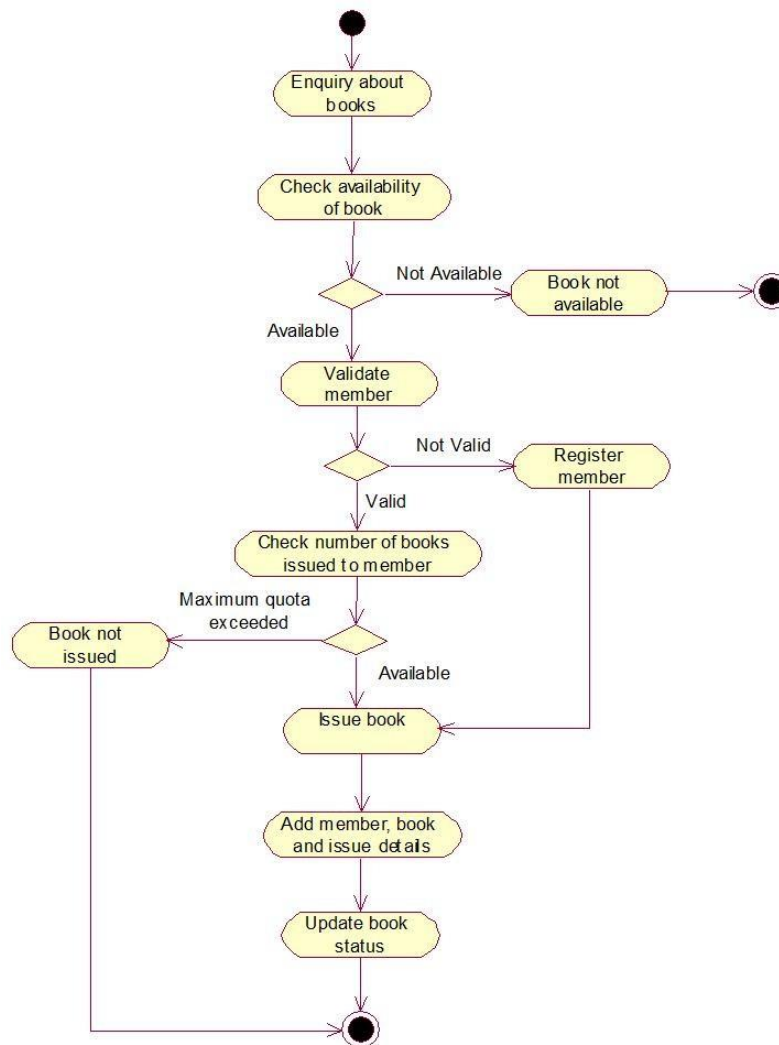 Enquiry about
books
Check availability
of book
Not Available
Book not
available
Available
Validate
member
Not Valid
Register
member
Valid
Check number of books
issued to member
Maximum quota
exceeded
Book not
issued
Available
Issue book
Add member, book
and issue details
Update book
status